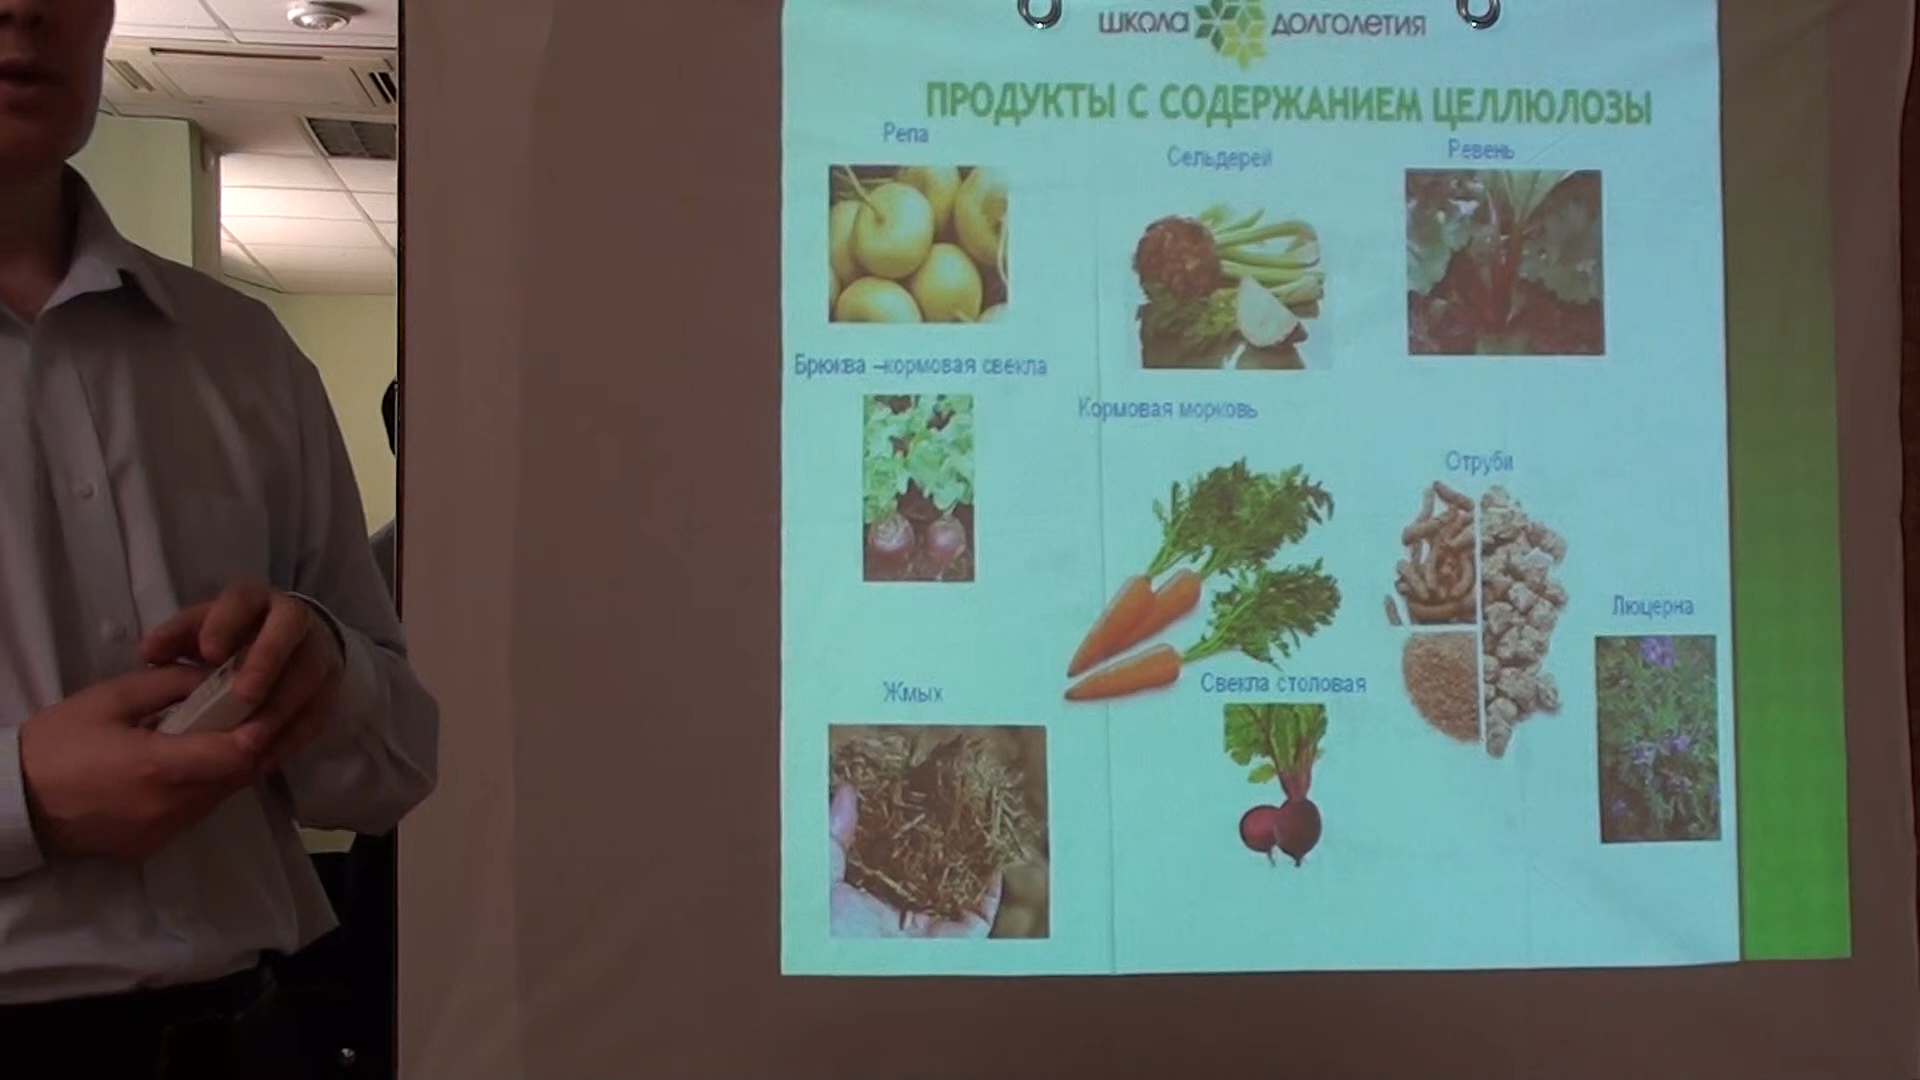 ШКОЛА ДОЛГОЛЕТИЯ
ПРОДУКТЫ С СОДЕРЖАНИЕМ ЦЕЛЛЮЛОЗЫ
Репа
Сельдерей
Ревень
Брюква –кормовая свекла
Кормовая морковь
Отруби
Люцерна
Жмых
Свекла столовая